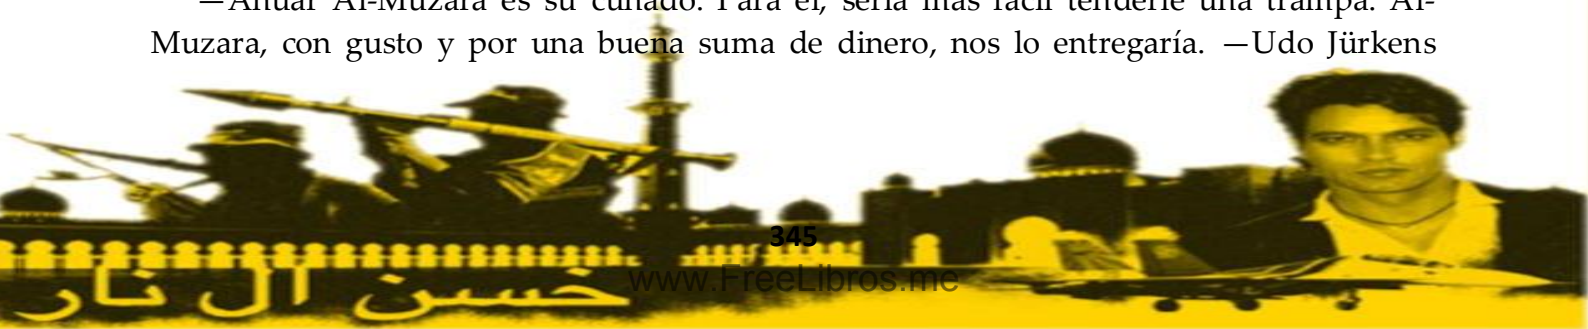 —Anuar Al-Muzara es su cuñado. Para él, sería más fácil tenderle una trampa. Al-
Muzara, con gusto y por una buena suma de dinero, nos lo entregaría. —Udo Jürkens
345
www.FreeLibros.me
خسن ال نار